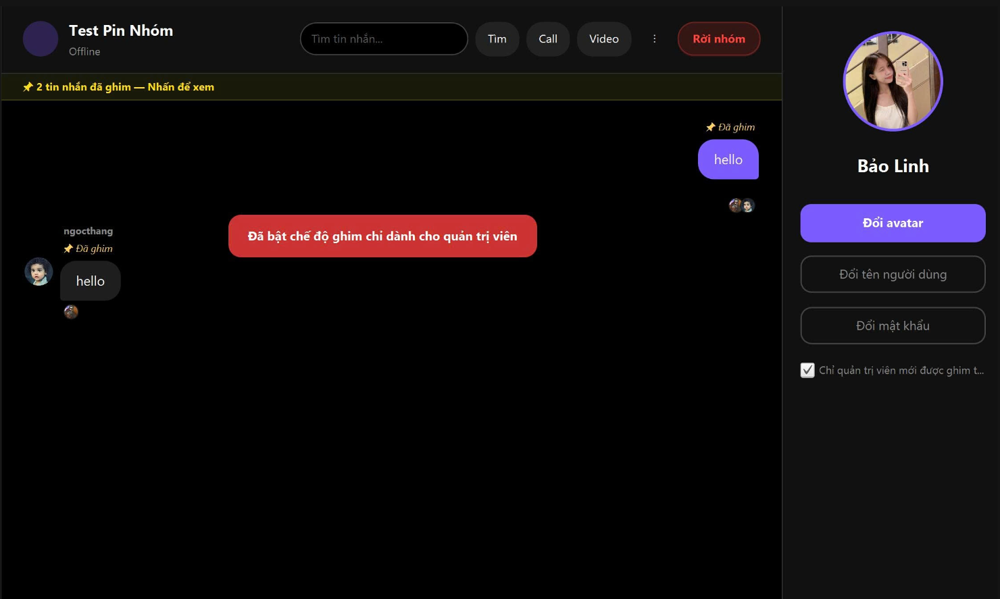 Test Pin Nhóm
Offline
Tìm tin nhắn...
Tìm
Call
Video
Rời nhóm
📌 2 tin nhắn đã ghim — Nhấn để xem
📌 Đã ghim
hello
Đã bật chế độ ghim chỉ dành cho quản trị viên
ngocthang
📌 Đã ghim
hello
Bảo Linh
Đổi avatar
Đổi tên người dùng
Đổi mật khẩu
Chỉ quản trị viên mới được ghim t...